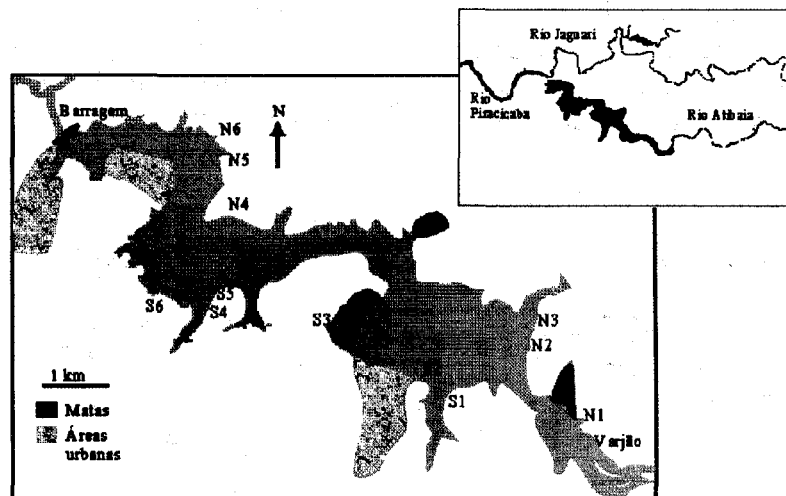 Rio Jaguari
Rio
Piracicaba
Rio Atibaia
Barragem
N
N6
N5
N4
S5
S6
S4
S3
N3
N2
S1
N1
Varjão
1 km
Matas
Áreas
urbanas